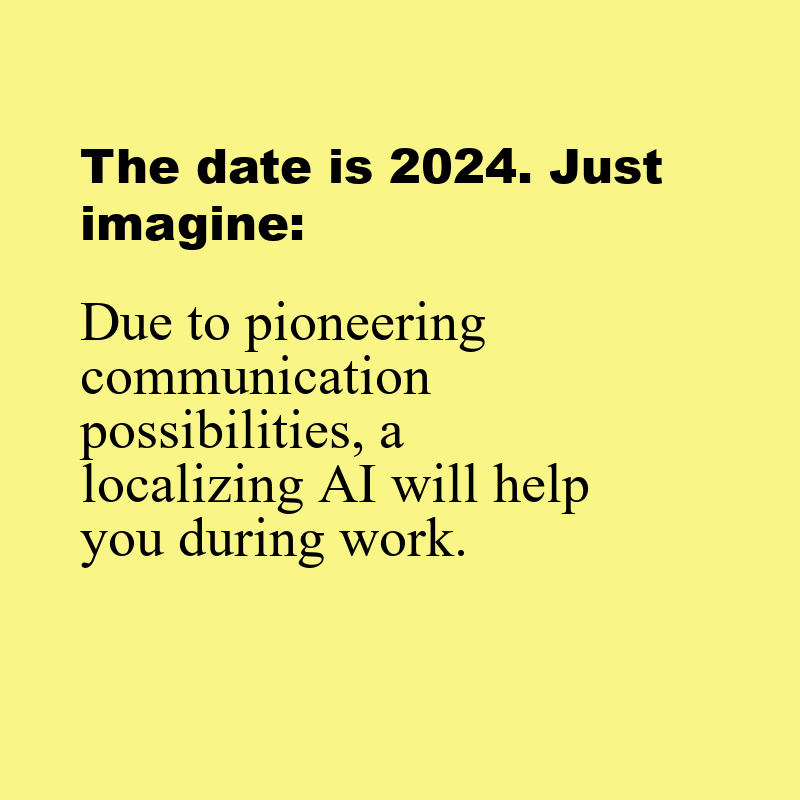 The date is 2024. Just
imagine:
Due to pioneering
communication
possibilities, a
localizing AI will help
you during work.